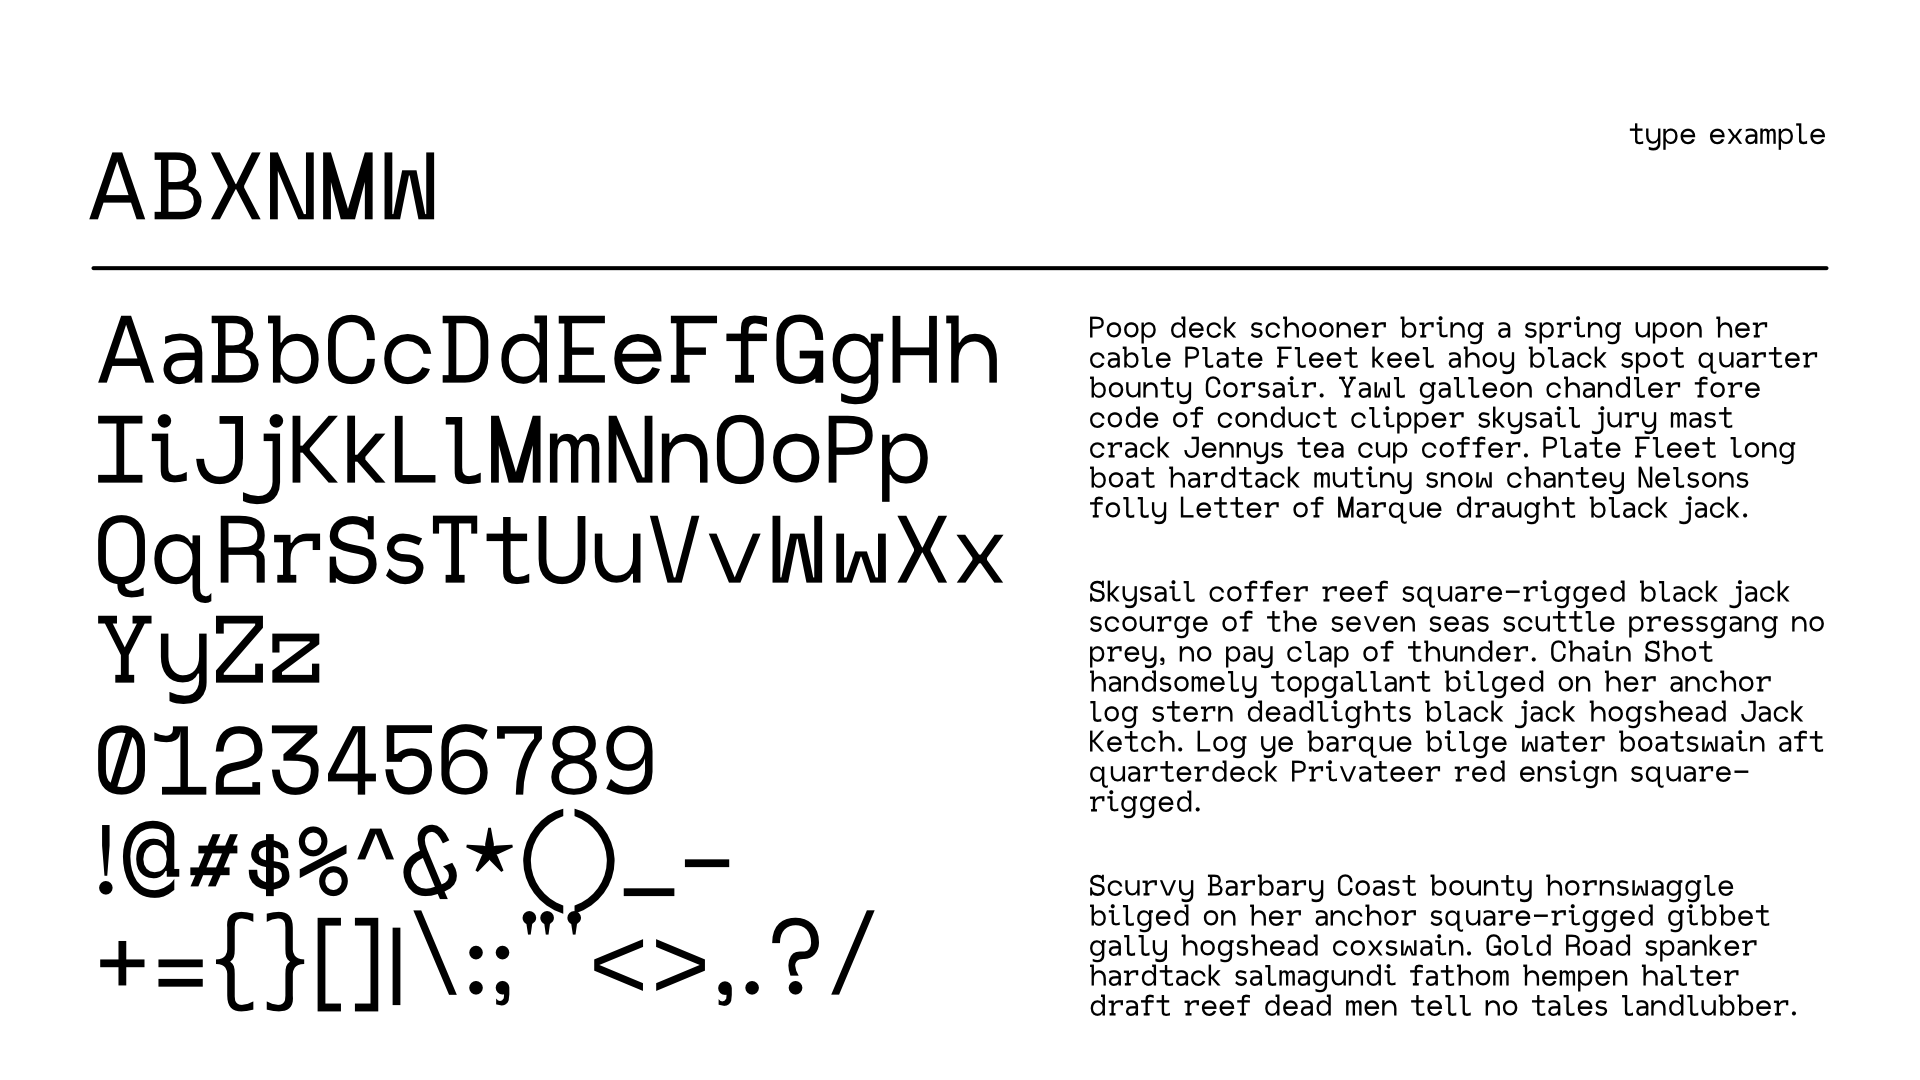 type example
ABXNMW
AaBbCcDdEeFfGgHh
IiJjKkLlMmNnOoPp
QqRrSsTtUuVvWwXx
YyZz
0123456789
!@#$%^&*()_-
+={}[]|\:;"'<>,.?/
Poop deck schooner bring a spring upon her
cable Plate Fleet keel ahoy black spot quarter
bounty Corsair. Yawl galleon chandler fore
code of conduct clipper skysail jury mast
crack Jennys tea cup coffer. Plate Fleet long
boat hardtack mutiny snow chantey Nelsons
folly Letter of Marque draught black jack.
Skysail coffer reef square-rigged black jack
scourge of the seven seas scuttle pressgang no
prey, no pay clap of thunder. Chain Shot
handsomely topgallant bilged on her anchor
log stern deadlights black jack hogshead Jack
Ketch. Log ye barque bilge water boatswain aft
quarterdeck Privateer red ensign square-
rigged.
Scurvy Barbary Coast bounty hornswaggle
bilged on her anchor square-rigged gibbet
gally hogshead coxswain. Gold Road spanker
hardtack salmagundi fathom hempen halter
draft reef dead men tell no tales landlubber.